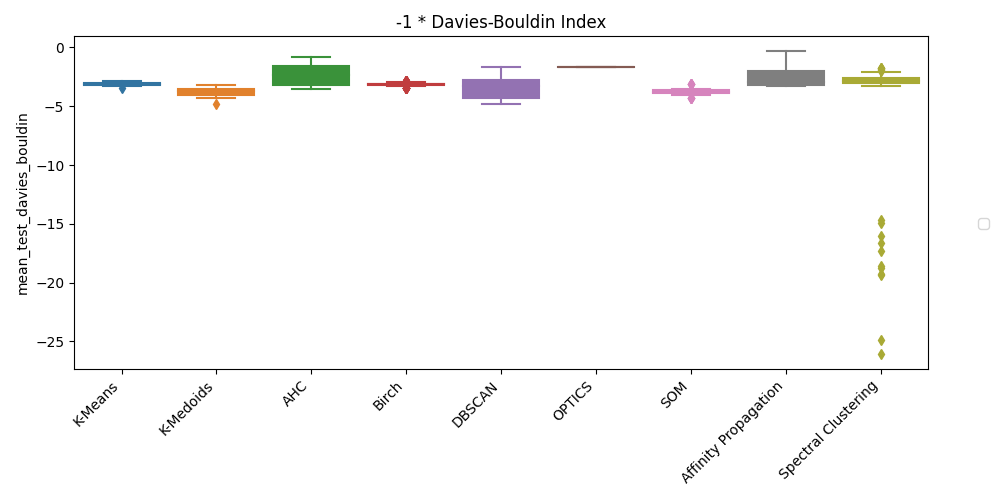 -1 * Davies-Bouldin Index
mean_test_davies_bouldin
0
−5
−10
−15
−20
−25
K-Means
K-Medoids
AHC
Birch
DBSCAN
OPTICS
SOM
Affinity Propagation
Spectral Clustering